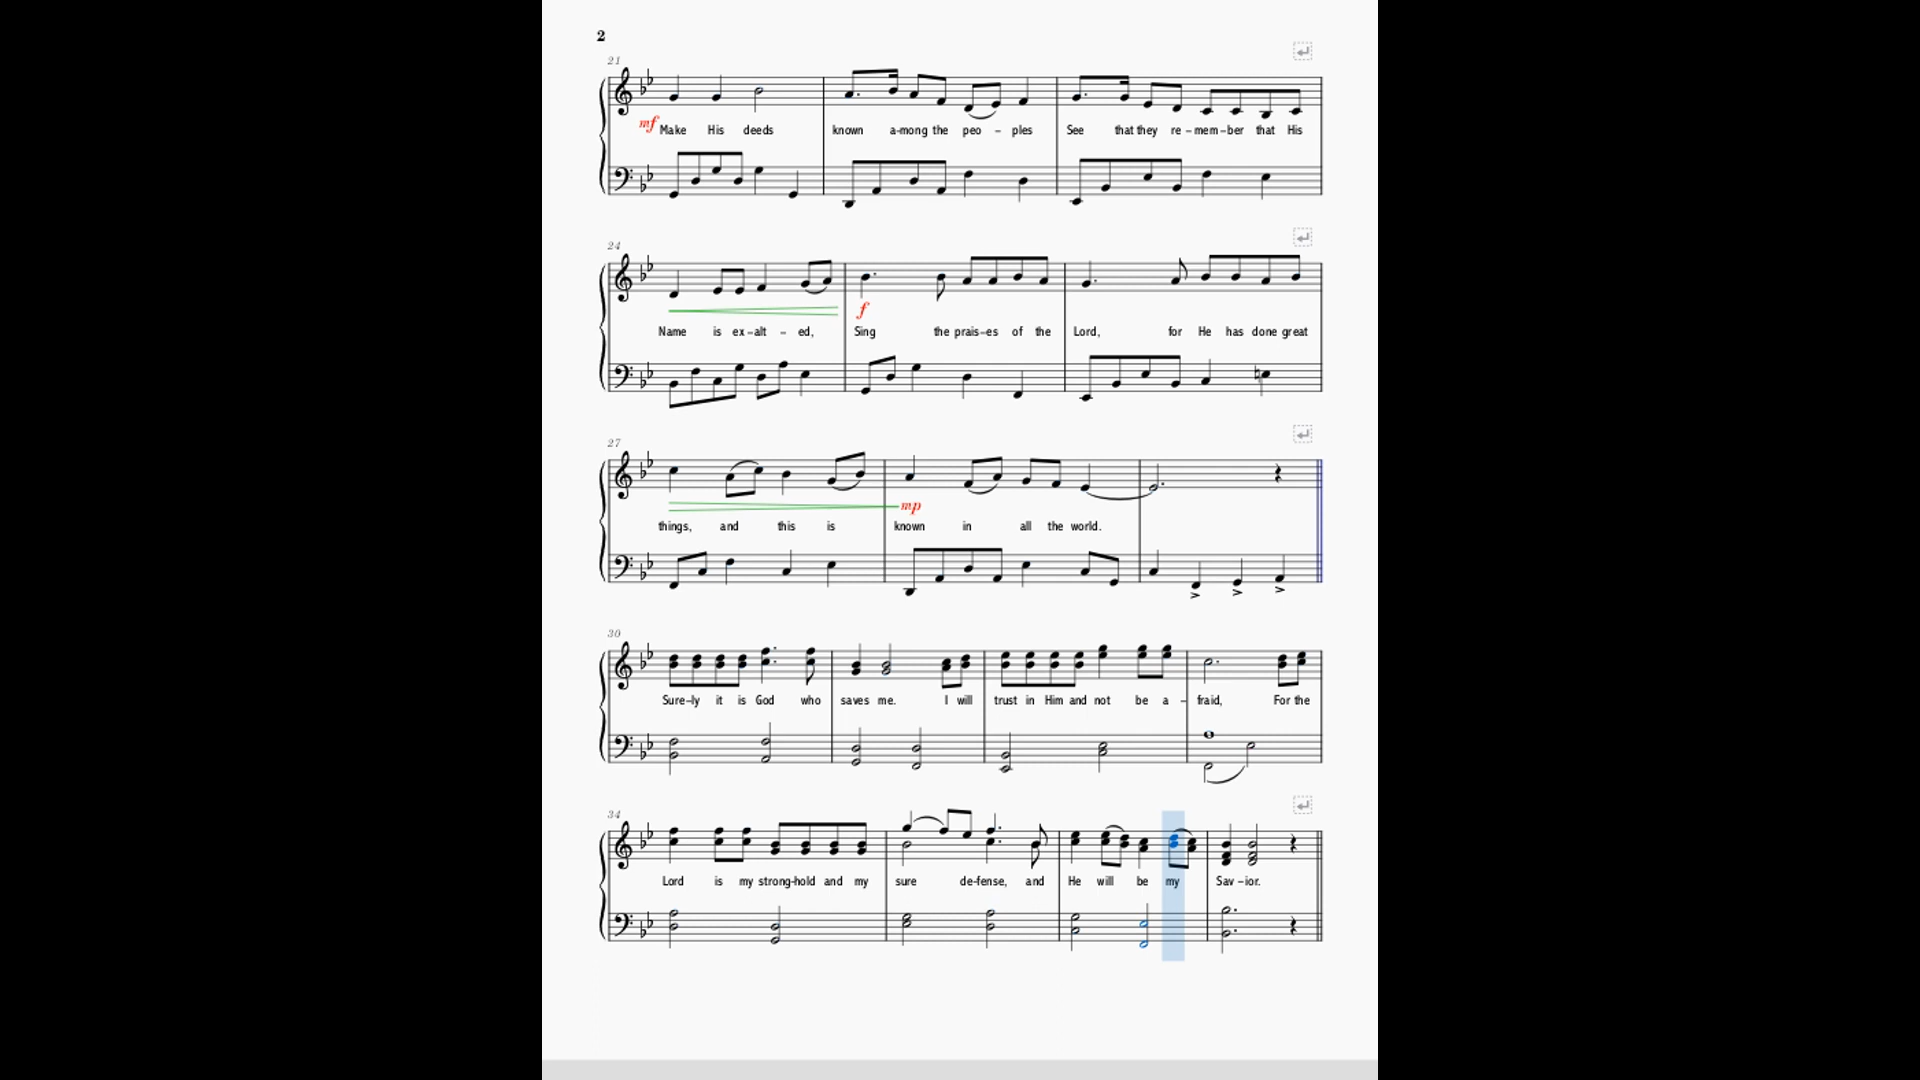 2
21
mf Make His deeds known a-mong the peo - ples See that they re-mem-ber that His
24
f
Name is ex-alt - ed, Sing the prais-es of the Lord, for He has done great
27
mp
things, and this is known in all the world.
30
Sure-ly it is God who saves me. I will trust in Him and not be a - fraid, For the
34
Lord is my strong-hold and my sure de-fense, and He will be my Sav-ior.